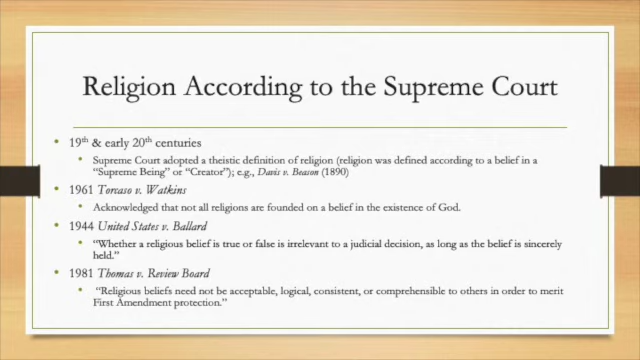 Religion According to the Supreme Court
• 19th & early 20th centuries
• Supreme Court adopted a theistic definition of religion (religion was defined according to a belief in a
“Supreme Being” or “Creator”); e.g., Davis v. Beason (1890)
• 1961 Torcaso v. Watkins
• Acknowledged that not all religions are founded on a belief in the existence of God.
• 1944 United States v. Ballard
• “Whether a religious belief is true or false is irrelevant to a judicial decision, as long as the belief is sincerely
held.”
• 1981 Thomas v. Review Board
• “Religious beliefs need not be acceptable, logical, consistent, or comprehensible to others in order to merit
First Amendment protection.”